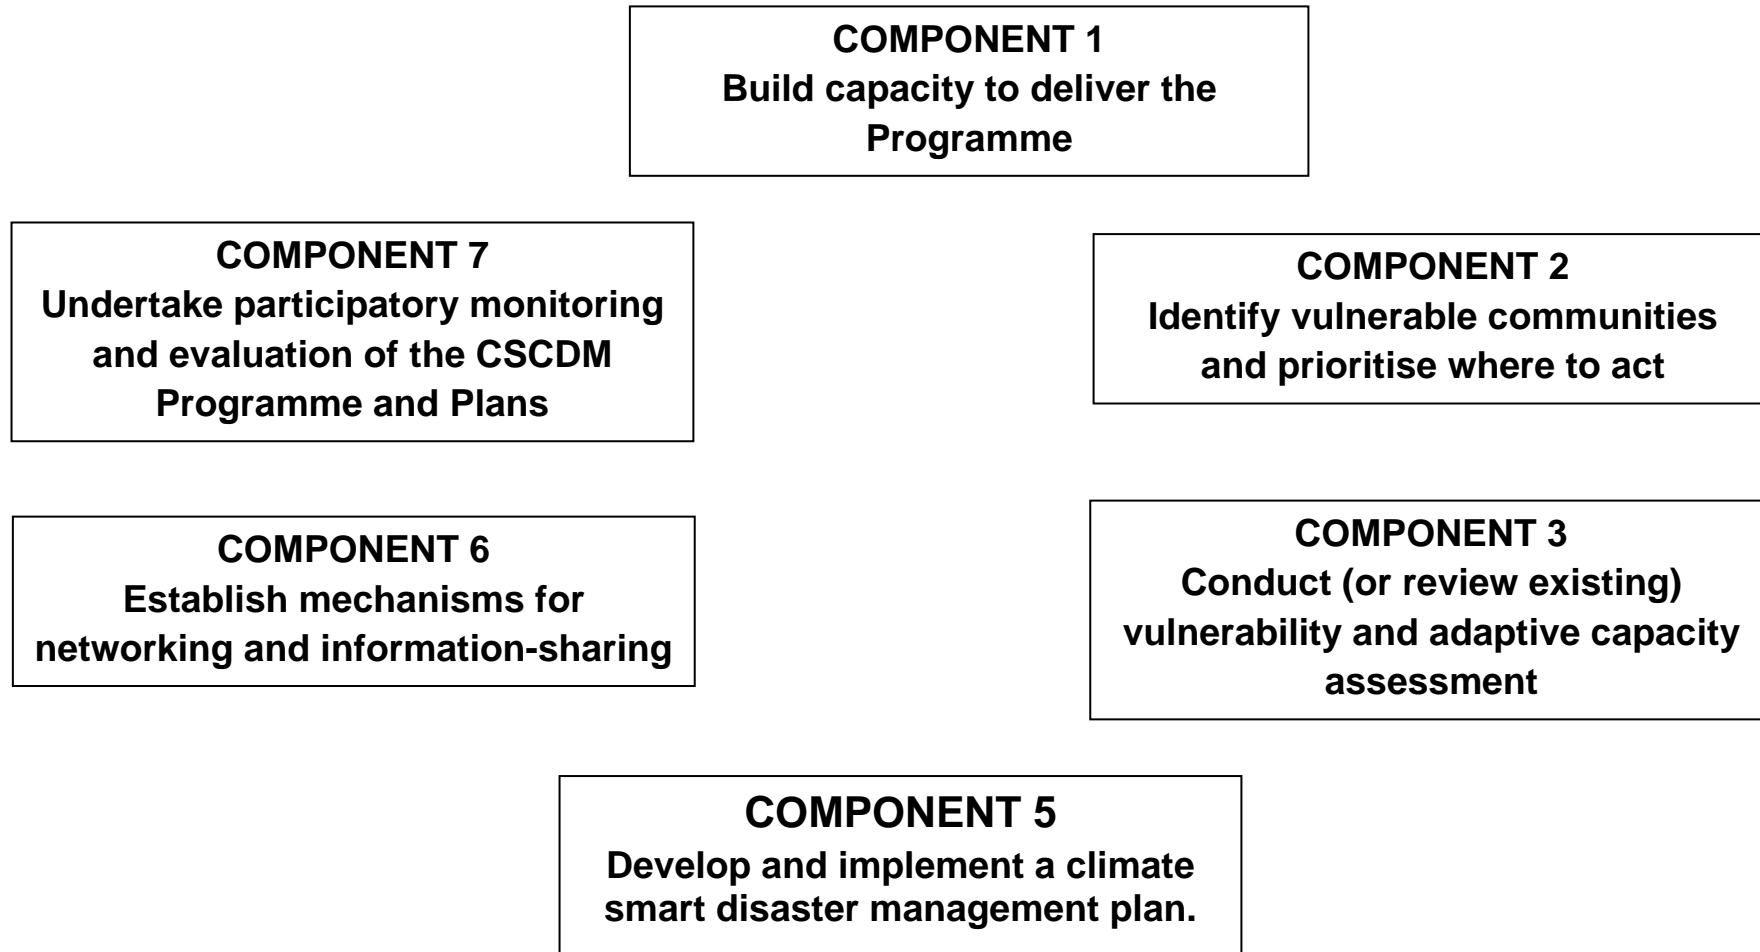 COMPONENT 1
Build capacity to deliver the
Programme
COMPONENT 7
Undertake participatory monitoring
and evaluation of the CSCDM
Programme and Plans
COMPONENT 2
Identify vulnerable communities
and prioritise where to act
COMPONENT 6
Establish mechanisms for
networking and information-sharing
COMPONENT 3
Conduct (or review existing)
vulnerability and adaptive capacity
assessment
COMPONENT 5
Develop and implement a climate
smart disaster management plan.